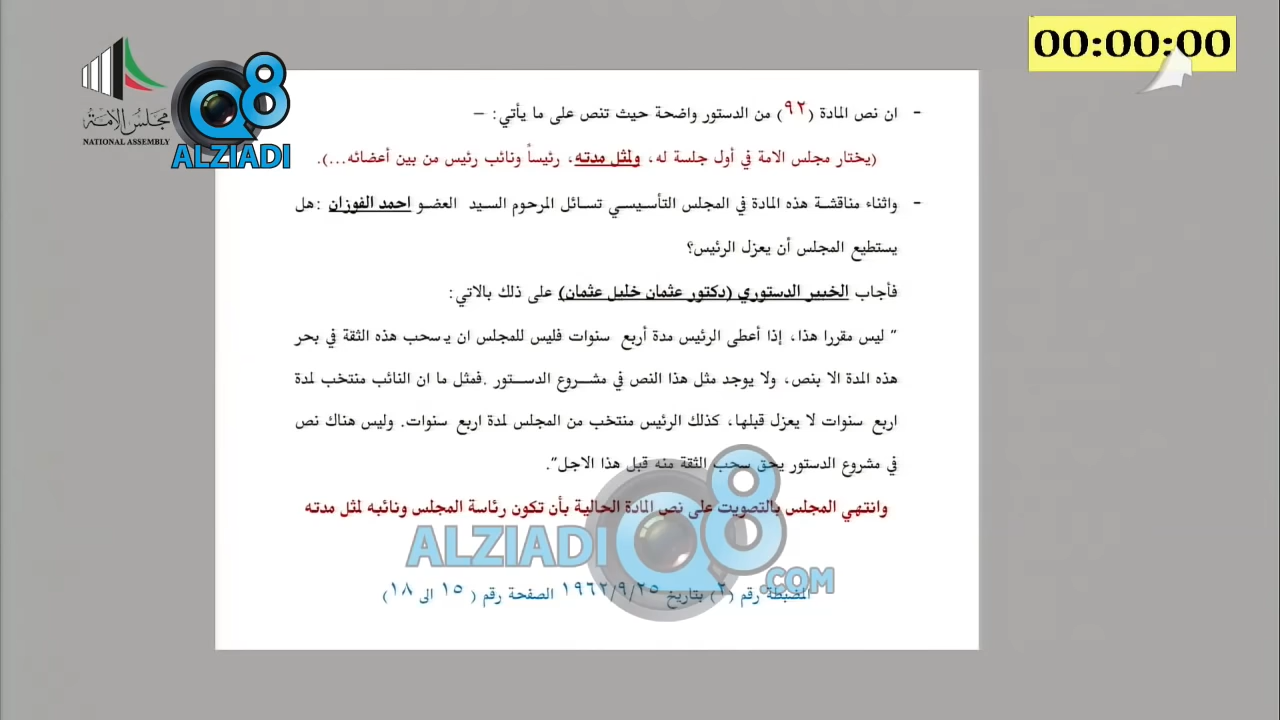 00:00:00
مجلس الامة
NATIONAL ASSEMBLY
Q8
ALZIADI
- ان نص المادة (٩٢) من الدستور واضحة حيث تنص على ما يأتي: –
(يختار مجلس الامة في أول جلسة له، ولمثل مدته، رئيساً ونائب رئيس من بين أعضائه...).
- واثناء مناقشة هذه المادة في المجلس التأسيسي تسائل المرحوم السيد العضو احمد الفوزان :هل
يستطيع المجلس أن يعزل الرئيس؟
فأجاب الخبير الدستوري (دكتور عثمان خليل عثمان) على ذلك بالاتي:
” ليس مقررا هذا، إذا أعطى الرئيس مدة أربع سنوات فليس للمجلس ان يسحب هذه الثقة في بحر
هذه المدة الا بنص، ولا يوجد مثل هذا النص في مشروع الدستور .فمثل ما ان النائب منتخب لمدة
اربع سنوات لا يعزل قبلها، كذلك الرئيس منتخب من المجلس لمدة اربع سنوات. وليس هناك نص
في مشروع الدستور يحق سحب الثقة منه قبل هذا الاجل”.
وانتهي المجلس بالتصويت على نص المادة الحالية بأن تكون رئاسة المجلس ونائبه لمثل مدته
ALZIADI Q8 .COM
المضبطة رقم (٢) بتاريخ ١٩٦٢/٩/٢٥ الصفحة رقم ( ١٥ الى ١٨)